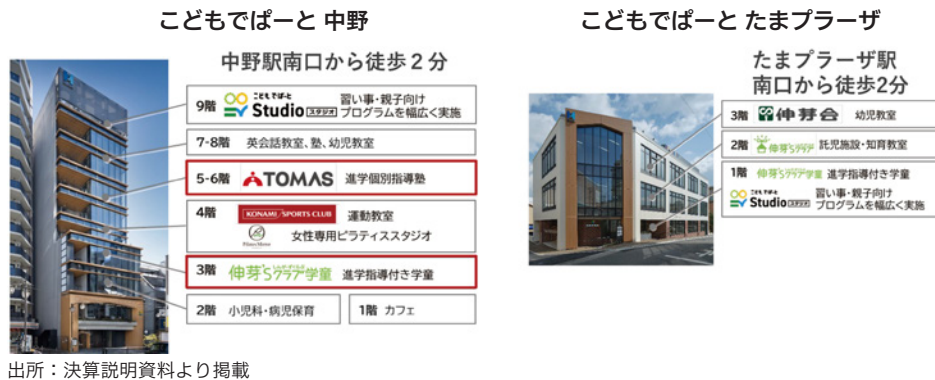 こどもでぱーと 中野
中野駅南口から徒歩2分
9階 こどもでぱーと Studio スタジオ 習い事・親子向け
プログラムを幅広く実施
7-8階 英会話教室、塾、幼児教室
5-6階 TOMAS 進学個別指導塾
4階 KONAMI SPORTS CLUB 運動教室
女性専用ピラティススタジオ
3階 伸芽'Sクラブ学童 進学指導付き学童
2階 小児科・病児保育
1階 カフェ
こどもでぱーと たまプラーザ
たまプラーザ駅
南口から徒歩2分
3階 伸芽会 幼児教室
2階 伸芽'Sクラブ 託児施設・知育教室
1階 伸芽'Sクラブ学童 進学指導付き学童
こどもでぱーと Studio スタジオ 習い事・親子向け
プログラムを幅広く実施
出所：決算説明資料より掲載